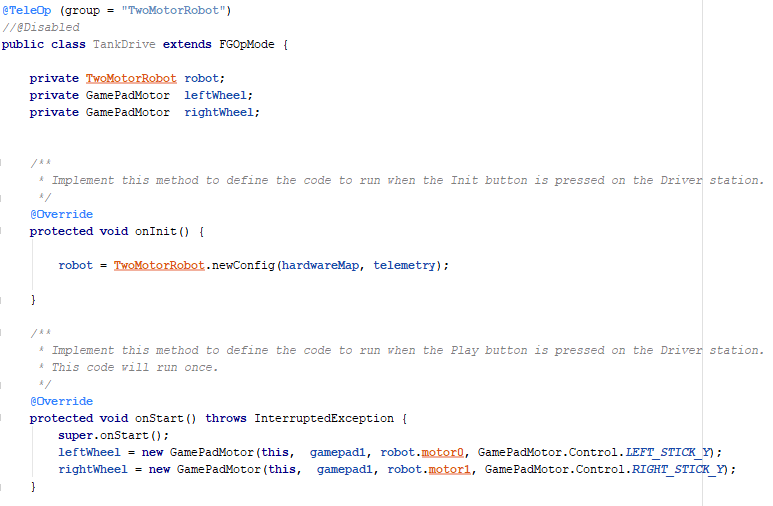 @TeleOp (group = "TwoMotorRobot")
//@Disabled
public class TankDrive extends FGOpMode {
private TwoMotorRobot robot;
private GamePadMotor leftWheel;
private GamePadMotor rightWheel;
/**
* Implement this method to define the code to run when the Init button is pressed on the Driver station.
*/
@Override
protected void onInit() {
robot = TwoMotorRobot.newConfig(hardwareMap, telemetry);
}
/**
* Implement this method to define the code to run when the Play button is pressed on the Driver station.
* This code will run once.
*/
@Override
protected void onStart() throws InterruptedException {
super.onStart();
leftWheel = new GamePadMotor(this, gamepad1, robot.motor0, GamePadMotor.Control.LEFT_STICK_Y);
rightWheel = new GamePadMotor(this, gamepad1, robot.motor1, GamePadMotor.Control.RIGHT_STICK_Y);
}